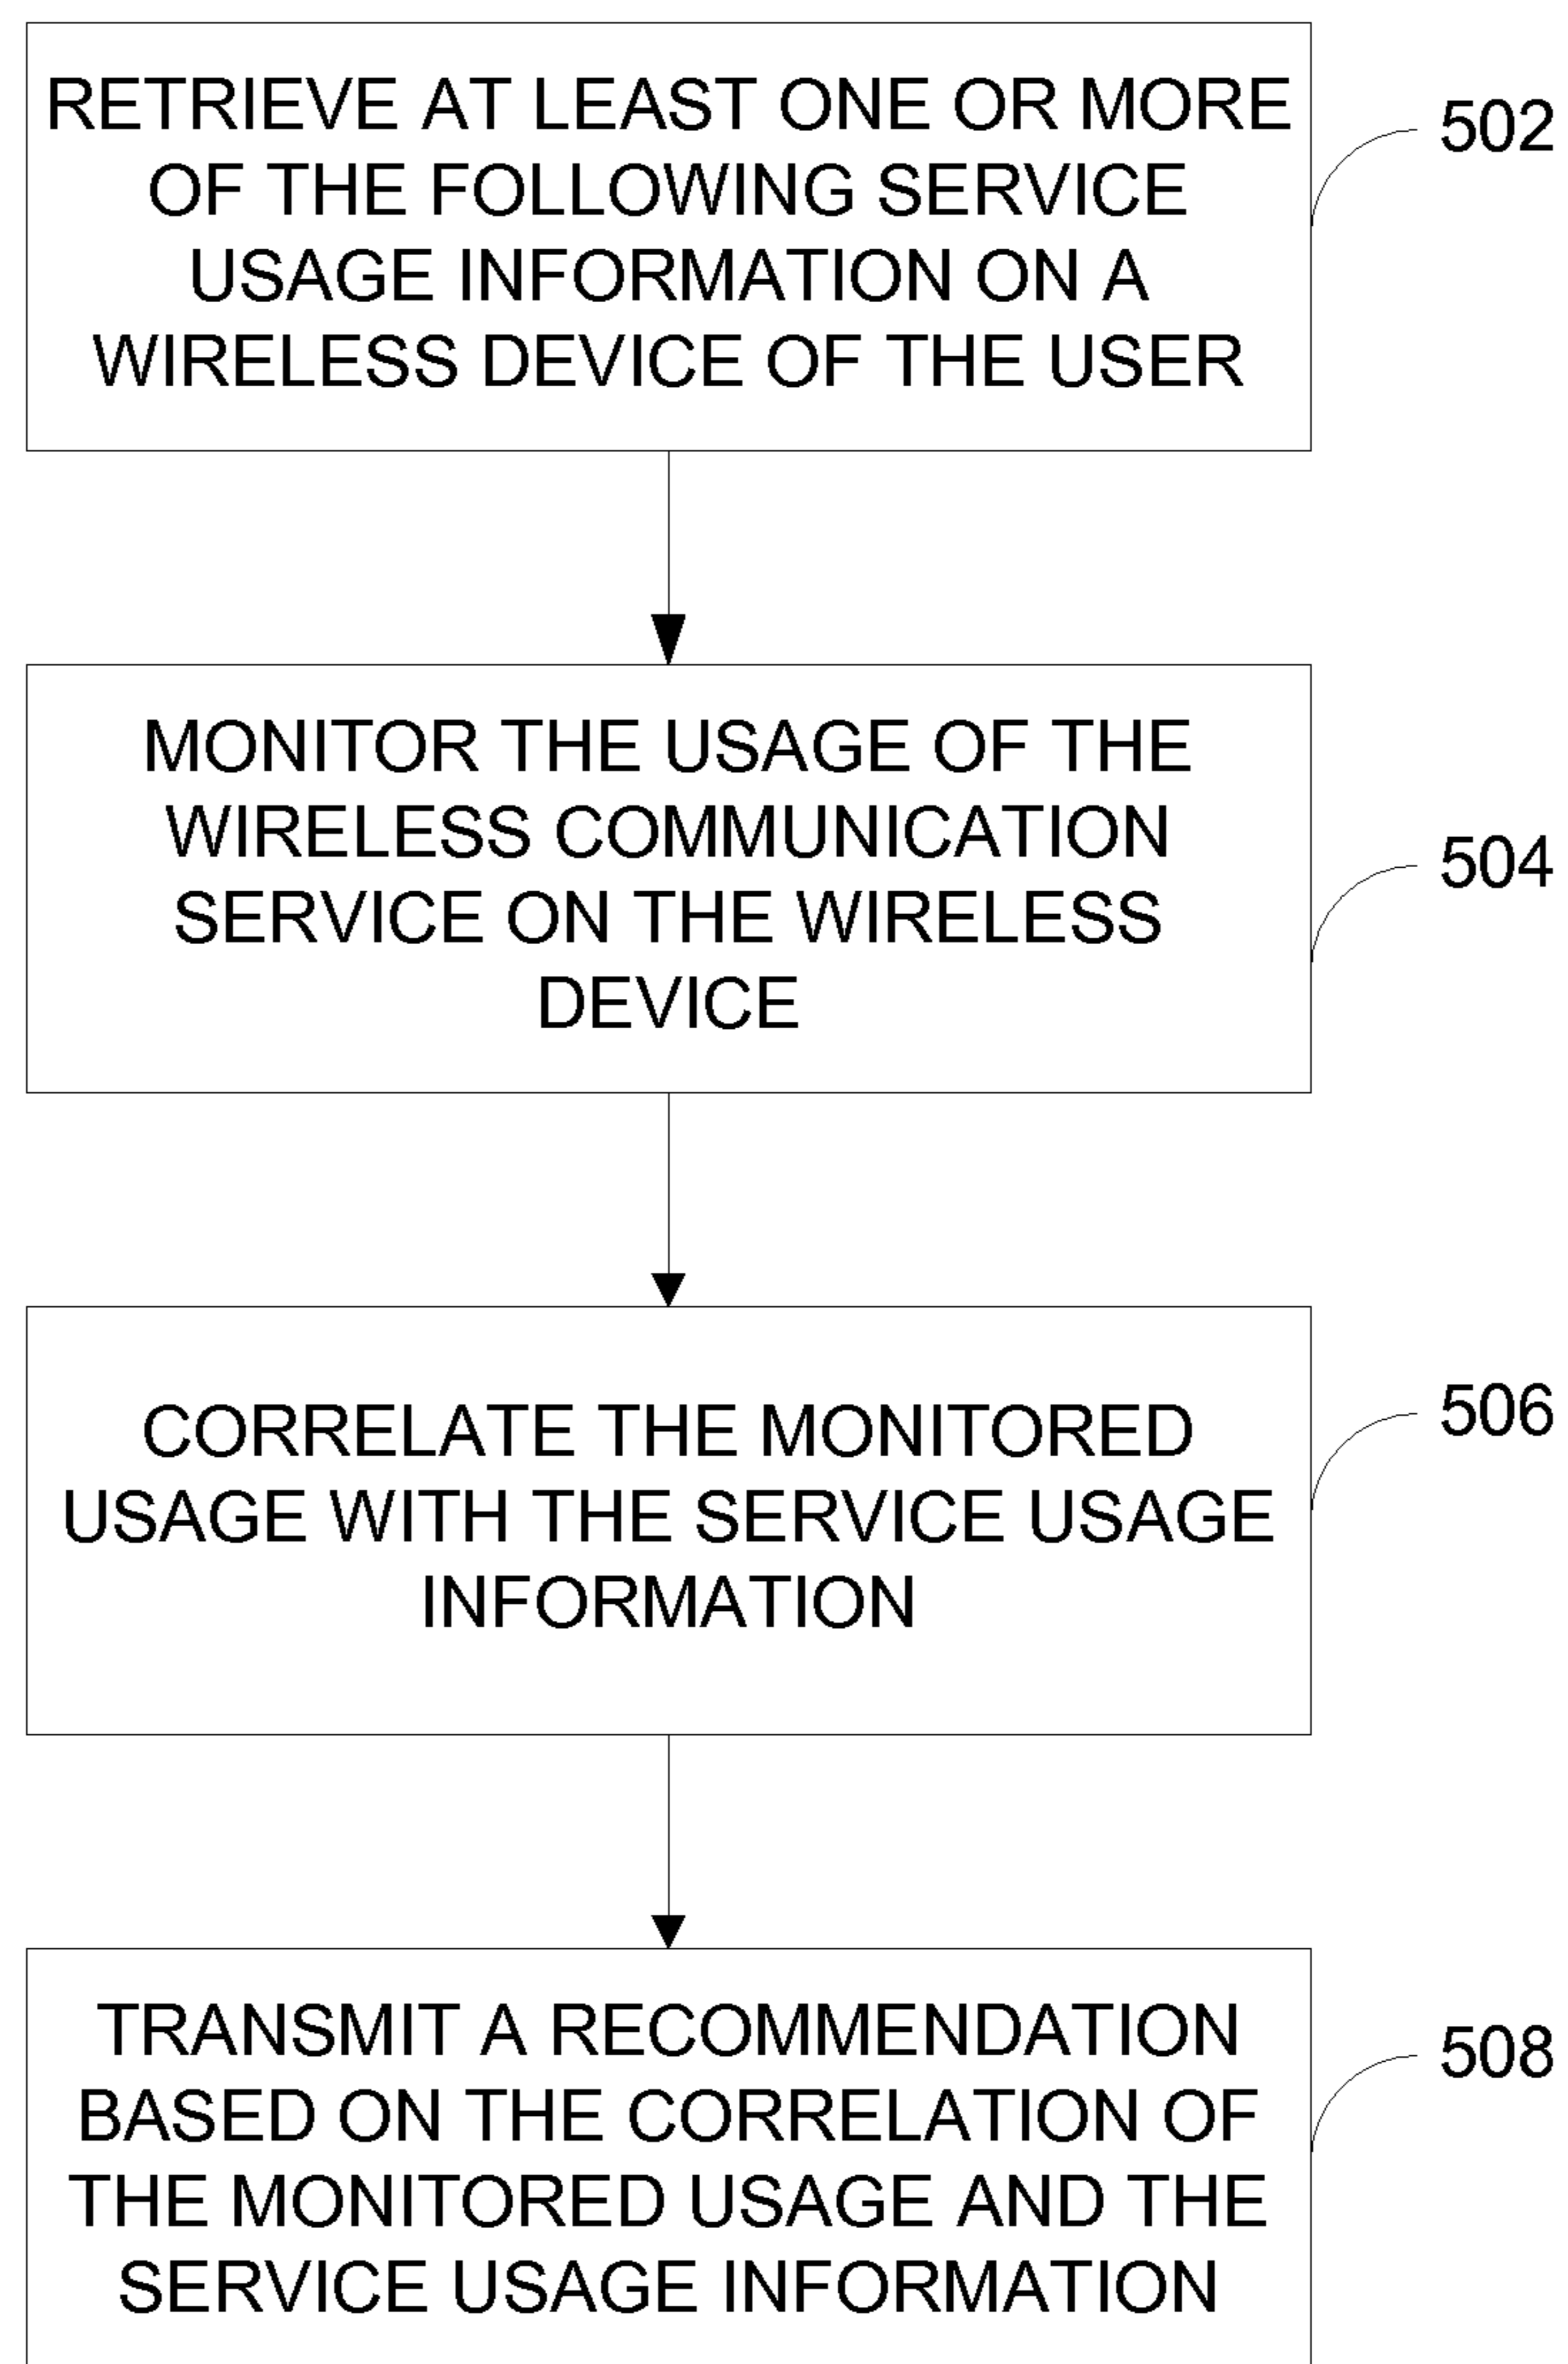 RETRIEVE AT LEAST ONE OR MORE
OF THE FOLLOWING SERVICE
USAGE INFORMATION ON A
WIRELESS DEVICE OF THE USER
502
MONITOR THE USAGE OF THE
WIRELESS COMMUNICATION
SERVICE ON THE WIRELESS
DEVICE
504
CORRELATE THE MONITORED
USAGE WITH THE SERVICE USAGE
INFORMATION
506
TRANSMIT A RECOMMENDATION
BASED ON THE CORRELATION OF
THE MONITORED USAGE AND THE
SERVICE USAGE INFORMATION
508